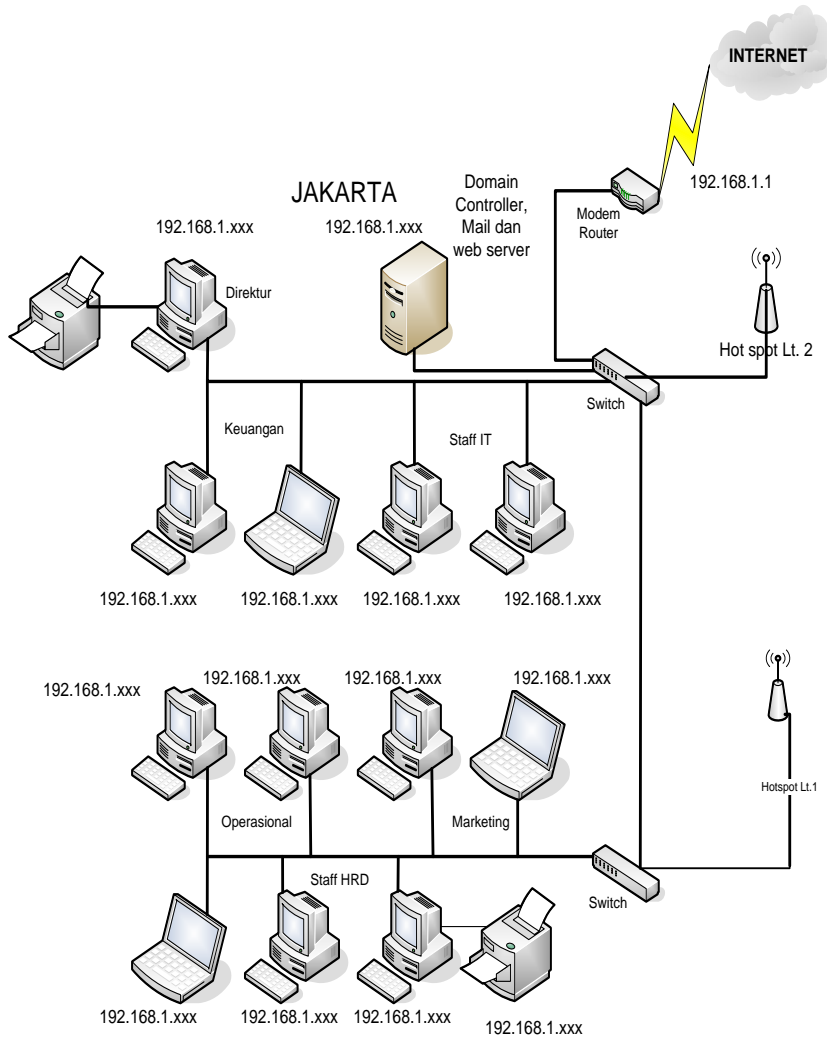 INTERNET
192.168.1.1
JAKARTA
Domain
Controller,
Mail dan
web server
Modem
Router
192.168.1.xxx
192.168.1.xxx
Direktur
Hot spot Lt. 2
Switch
Keuangan
Staff IT
192.168.1.xxx
192.168.1.xxx
192.168.1.xxx
192.168.1.xxx
192.168.1.xxx
192.168.1.xxx
192.168.1.xxx
192.168.1.xxx
Hotspot Lt.1
Operasional
Marketing
Staff HRD
Switch
192.168.1.xxx
192.168.1.xxx
192.168.1.xxx
192.168.1.xxx